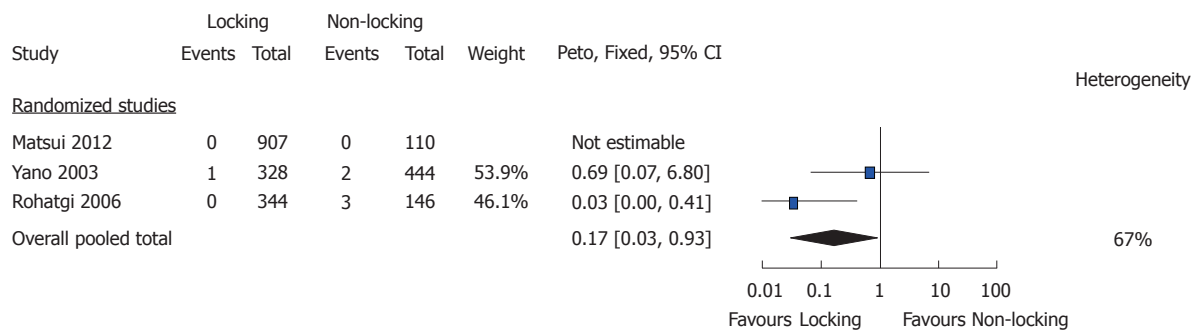 Locking Non-locking
Study Events Total Events Total Weight Peto, Fixed, 95% CI
Heterogeneity
Randomized studies
Matsui 2012 0 907 0 110 Not estimable
Yano 2003 1 328 2 444 53.9% 0.69 [0.07, 6.80]
Rohatgi 2006 0 344 3 146 46.1% 0.03 [0.00, 0.41]
Overall pooled total 0.17 [0.03, 0.93] 67%
0.01 0.1 1 10 100
Favours Locking Favours Non-locking